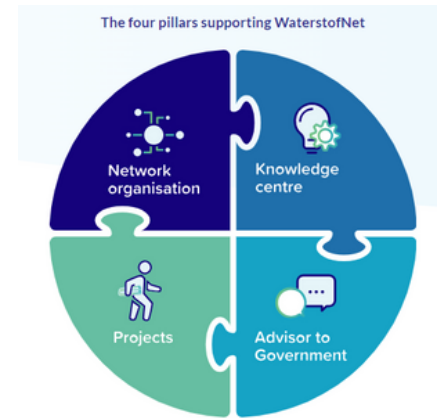 The four pillars supporting WaterstofNet
Network
organisation
Knowledge
centre
Projects
Advisor to
Government